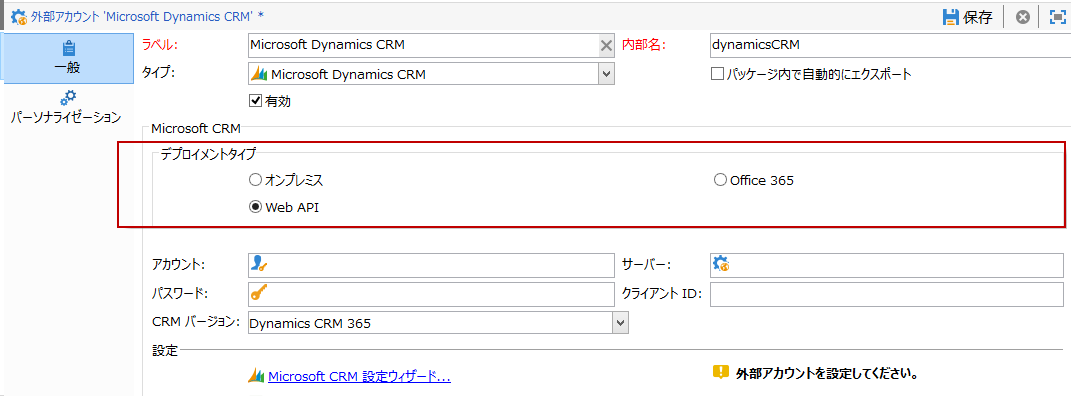 外部アカウント 'Microsoft Dynamics CRM' *
保存
一般
パーソナライゼーション
ラベル:
Microsoft Dynamics CRM
内部名:
dynamicsCRM
タイプ:
Microsoft Dynamics CRM
パッケージ内で自動的にエクスポート
有効
Microsoft CRM
デプロイメントタイプ
オンプレミス
Office 365
Web API
アカウント:
サーバー:
パスワード:
クライアント ID:
CRM バージョン:
Dynamics CRM 365
設定
Microsoft CRM 設定ウィザード...
外部アカウントを設定してください。